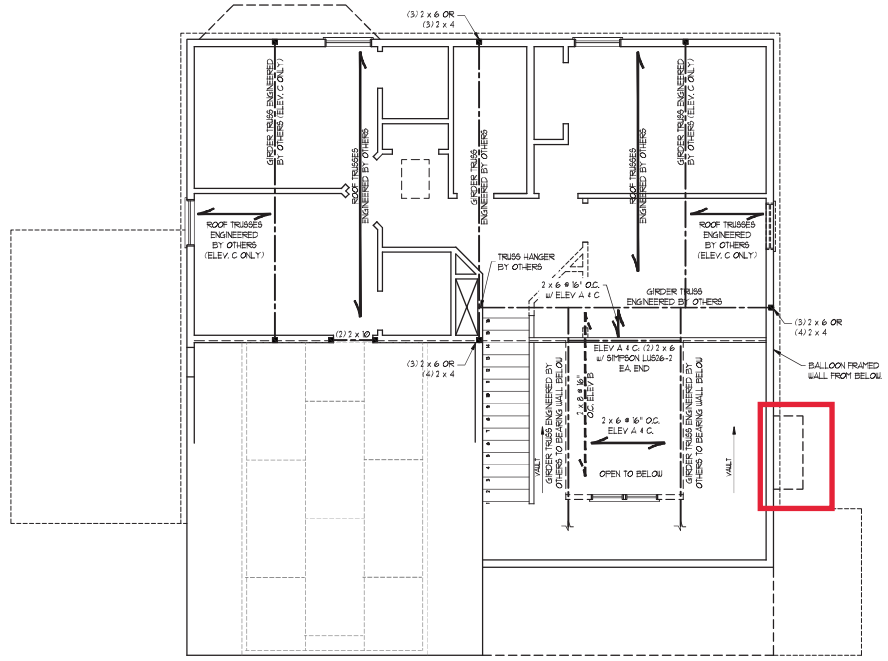 (3) 2 x 6 OR
(3) 2 x 4
GIRDER TRUSS ENGINEERED
BY OTHERS (ELEV. C ONLY)
ROOF TRUSSES
ENGINEERED BY OTHERS
GIRDER TRUSS
ENGINEERED BY OTHERS
ROOF TRUSSES
ENGINEERED BY OTHERS
GIRDER TRUSS ENGINEERED
BY OTHERS (ELEV. C ONLY)
ROOF TRUSSES
ENGINEERED
BY OTHERS
(ELEV. C ONLY)
ROOF TRUSSES
ENGINEERED
BY OTHERS
(ELEV. C ONLY)
TRUSS HANGER
BY OTHERS
2 x 6 @ 16" O.C.
W/ ELEV A & C
GIRDER TRUSS
ENGINEERED BY OTHERS
(3) 2 x 6 OR
(4) 2 x 4
(2) 2 x 10
(3) 2 x 6 OR
(4) 2 x 4
ELEV A & C: (2) 2 x 6
W/ SIMPSON LUS26-2
EA. END
BALLOON FRAMED
WALL FROM BELOW.
GIRDER TRUSS ENGINEERED BY
OTHERS TO BEARING WALL BELOW
2 x 8 @ 16"
O.C. ELEV B
2 x 6 @ 16" O.C.
ELEV A & C.
GIRDER TRUSS ENGINEERED BY
OTHERS TO BEARING WALL BELOW
VAULT
OPEN TO BELOW
VAULT